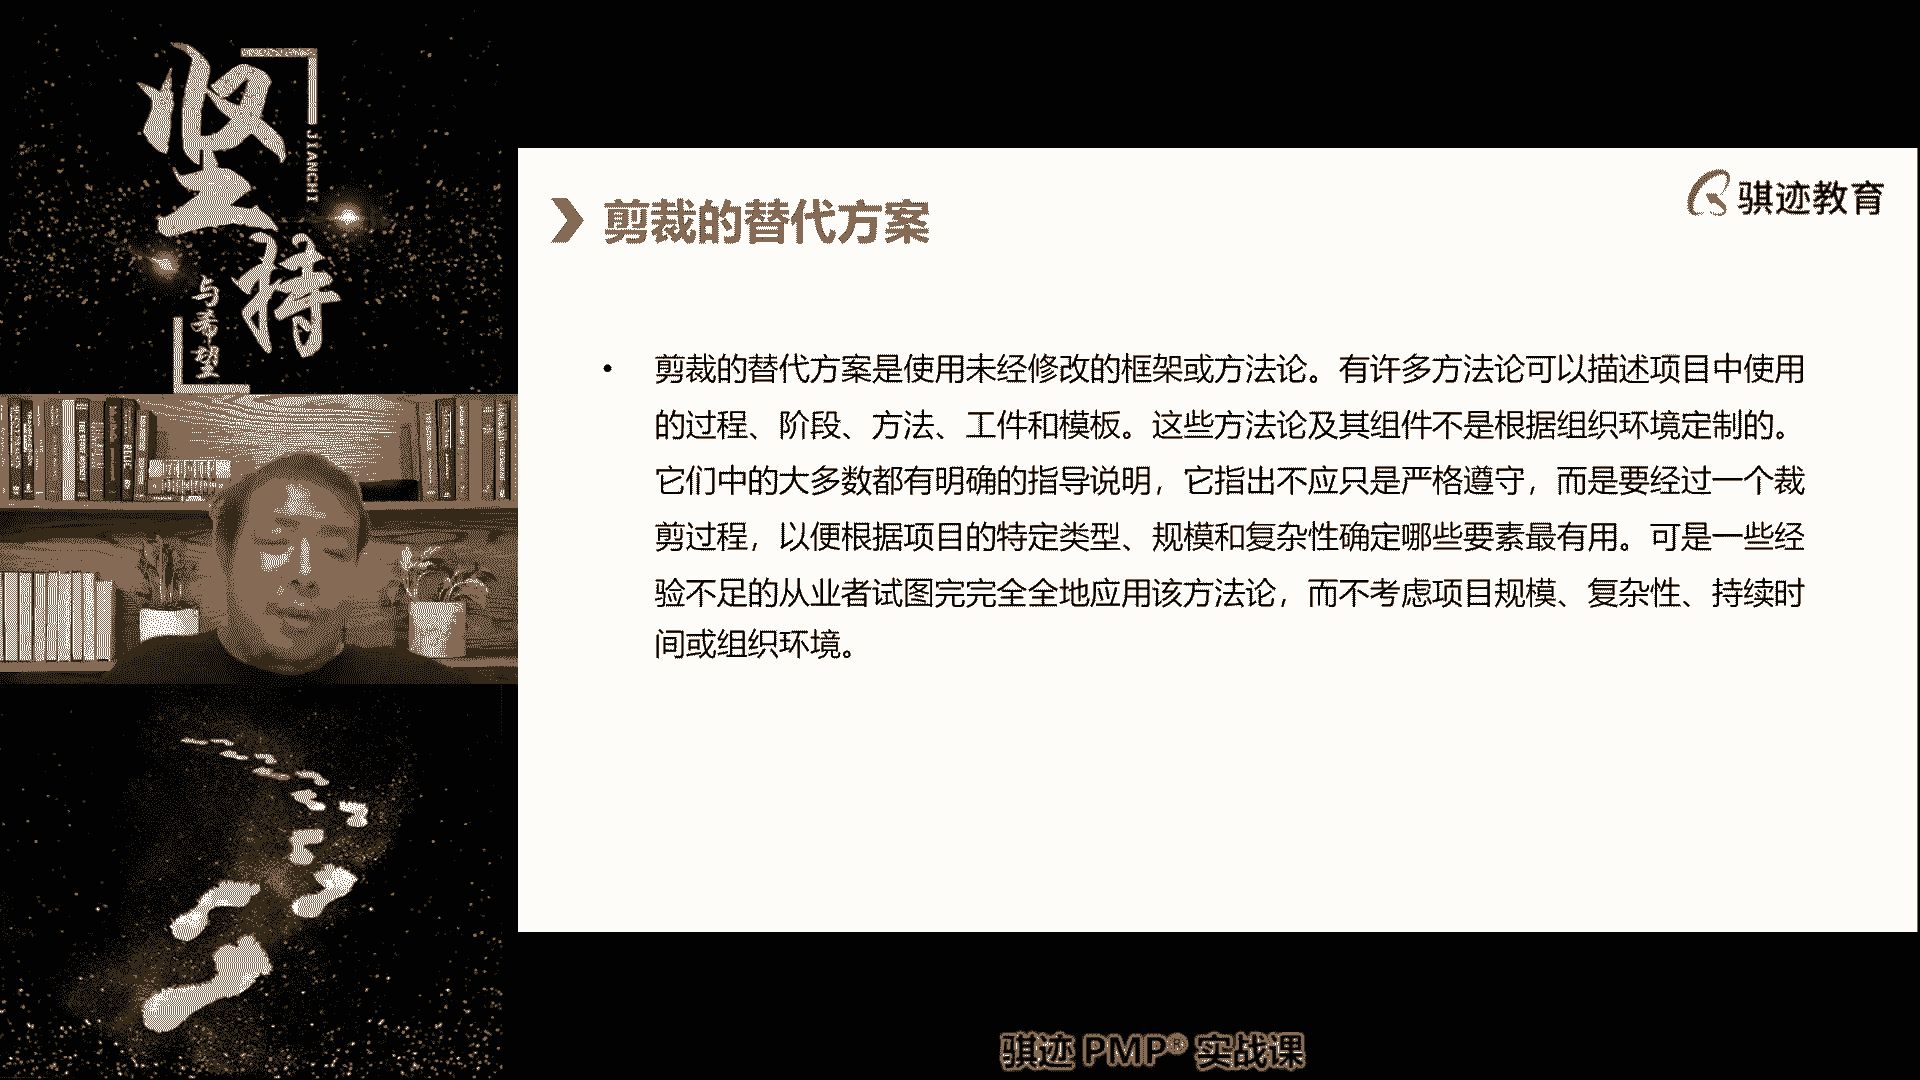 坚持
JIANCHI
与希望
骐迹教育
剪裁的替代方案
• 剪裁的替代方案是使用未经修改的框架或方法论。有许多方法论可以描述项目中使用
的过程、阶段、方法、工件和模板。这些方法论及其组件不是根据组织环境定制的。
它们中的大多数都有明确的指导说明，它指出不应只是严格遵守，而是要经过一个裁
剪过程，以便根据项目的特定类型、规模和复杂性确定哪些要素最有用。可是一些经
验不足的从业者试图完完全全地应用该方法论，而不考虑项目规模、复杂性、持续时
间或组织环境。
骐迹 PMP® 实战课